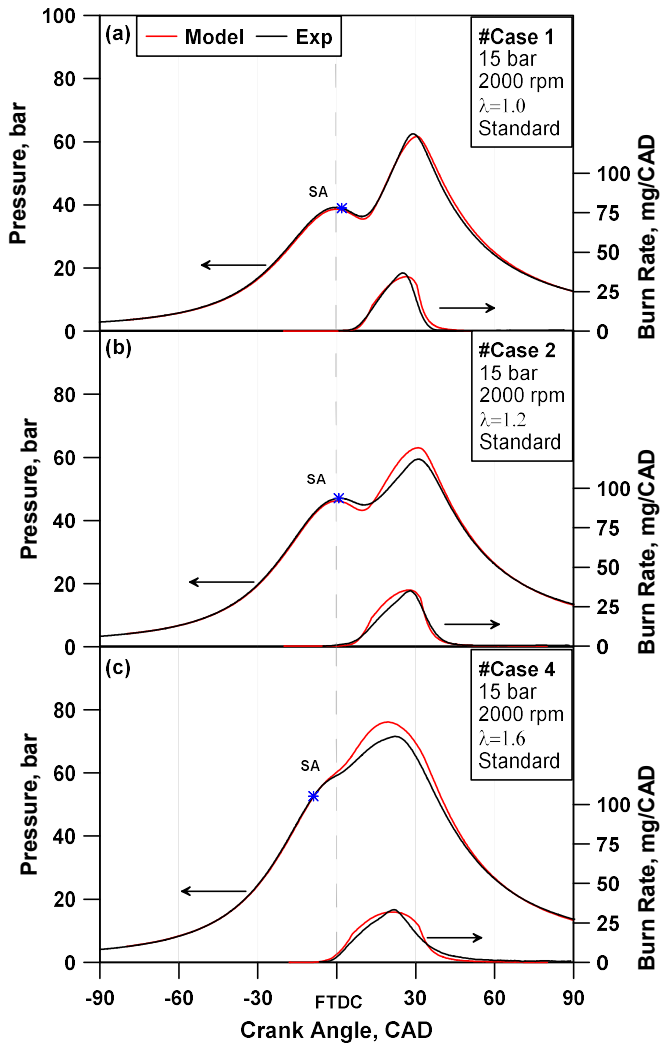 100
(a)
Model
Exp
#Case 1
15 bar
2000 rpm
λ=1.0
Standard
80
60
40
20
0
Pressure, bar
SA
100
75
50
25
0
Burn Rate, mg/CAD
(b)
#Case 2
15 bar
2000 rpm
λ=1.2
Standard
80
60
40
20
0
Pressure, bar
SA
100
75
50
25
0
Burn Rate, mg/CAD
(c)
#Case 4
15 bar
2000 rpm
λ=1.6
Standard
80
60
40
20
0
Pressure, bar
SA
100
75
50
25
0
Burn Rate, mg/CAD
-90 -60 -30 FTDC 30 60 90
Crank Angle, CAD